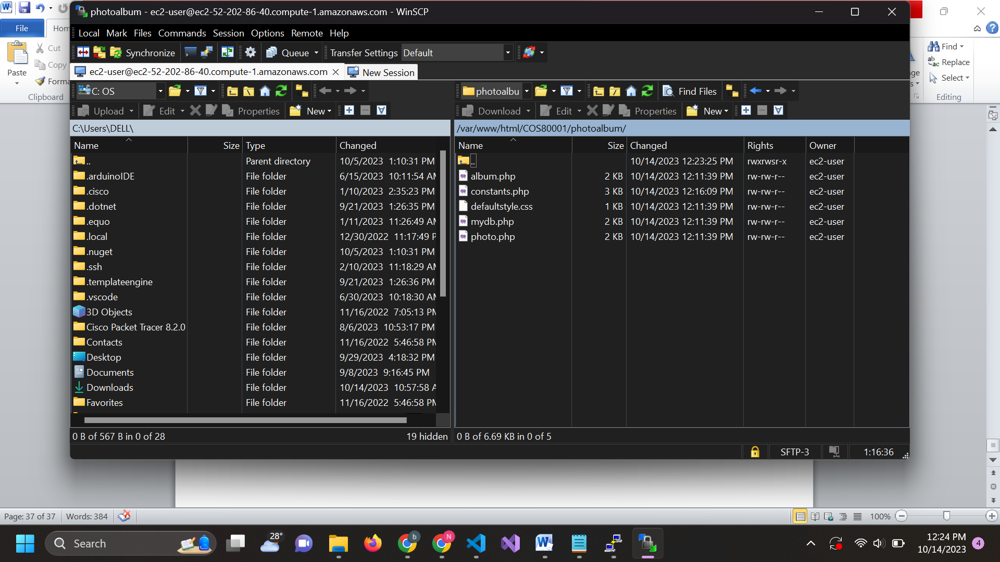 photoalbum - ec2-user@ec2-52-202-86-40.compute-1.amazonaws.com - WinSCP
File
Local Mark Files Commands Session Options Remote Help
Cut
Copy
Paste
Clipboard
Find
Replace
Select
Editing
Synchronize Queue Transfer Settings Default
ec2-user@ec2-52-202-86-40.compute-1.amazonaws.com New Session
C: OS
photoalbu Find Files
Upload Edit Properties New
Download Edit Properties New
C:\Users\DELL\
Name Size Type Changed
.. Parent directory 10/5/2023 1:10:31 PM
.arduinoIDE File folder 6/15/2023 10:11:54 AM
.cisco File folder 1/10/2023 2:35:23 PM
.dotnet File folder 9/21/2023 1:26:35 PM
.equo File folder 1/11/2023 11:26:49 AM
.local File folder 12/30/2022 11:17:49 P
.nuget File folder 10/5/2023 1:10:31 PM
.ssh File folder 2/10/2023 11:18:29 AM
.templateengine File folder 9/21/2023 1:26:36 PM
.vscode File folder 6/30/2023 10:18:30 AM
3D Objects File folder 11/16/2022 7:05:13 PM
Cisco Packet Tracer 8.2.0 File folder 8/6/2023 10:53:17 PM
Contacts File folder 11/16/2022 5:46:58 PM
Desktop File folder 9/29/2023 4:18:32 PM
Documents File folder 9/8/2023 9:16:45 PM
Downloads File folder 10/14/2023 10:57:58 A
Favorites File folder 11/16/2022 5:46:58 PM
0 B of 567 B in 0 of 28 19 hidden
/var/www/html/COS80001/photoalbum/
Name Size Changed Rights Owner
.. 10/14/2023 12:23:25 PM rwxrwsr-x ec2-user
album.php 2 KB 10/14/2023 12:11:39 PM rw-rw-r-- ec2-user
constants.php 3 KB 10/14/2023 12:16:09 PM rw-rw-r-- ec2-user
defaultstyle.css 1 KB 10/14/2023 12:11:39 PM rw-rw-r-- ec2-user
mydb.php 2 KB 10/14/2023 12:11:39 PM rw-rw-r-- ec2-user
photo.php 2 KB 10/14/2023 12:11:39 PM rw-rw-r-- ec2-user
0 B of 6.69 KB in 0 of 5
SFTP-3 1:16:36
Page: 37 of 37 Words: 384 100%
Search 28° 12:24 PM
10/14/2023 4